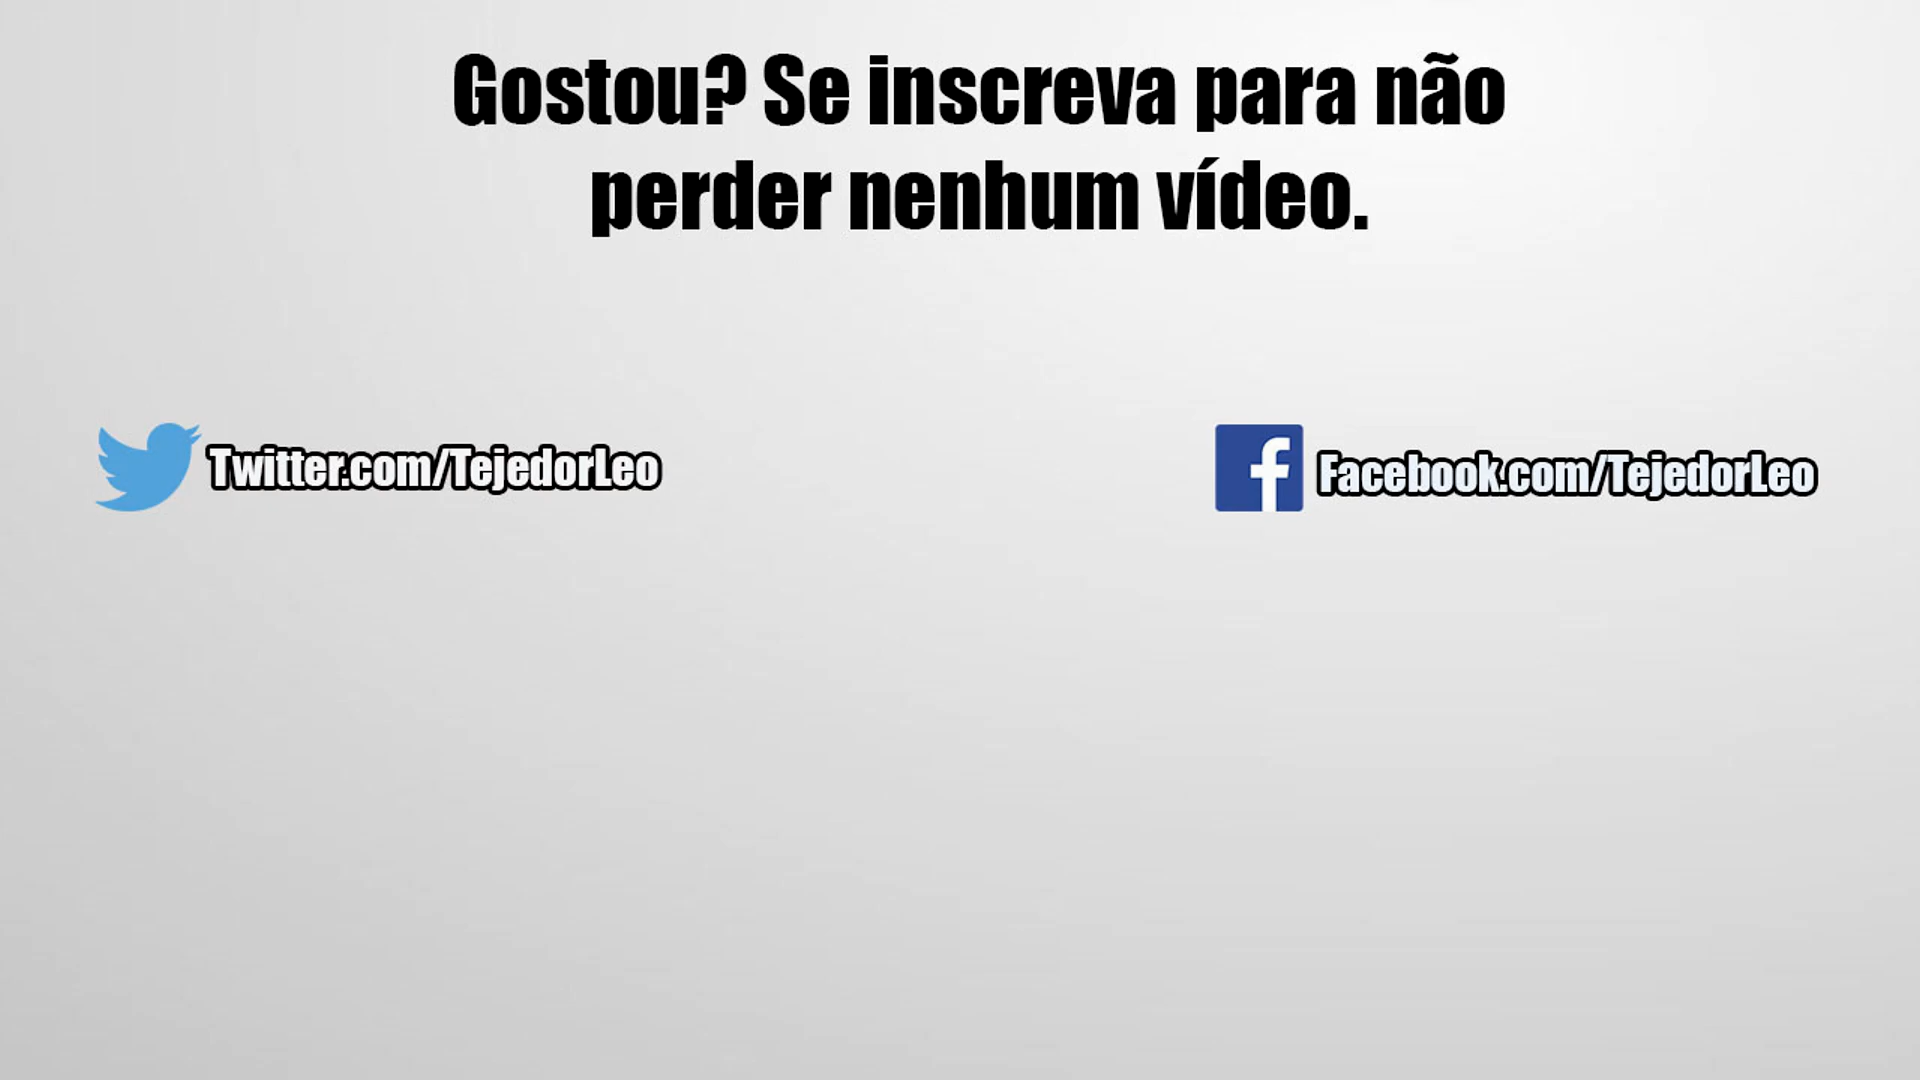 Gostou? Se inscreva para não
perder nenhum vídeo.
Twitter.com/TejedorLeo
Facebook.com/TejedorLeo